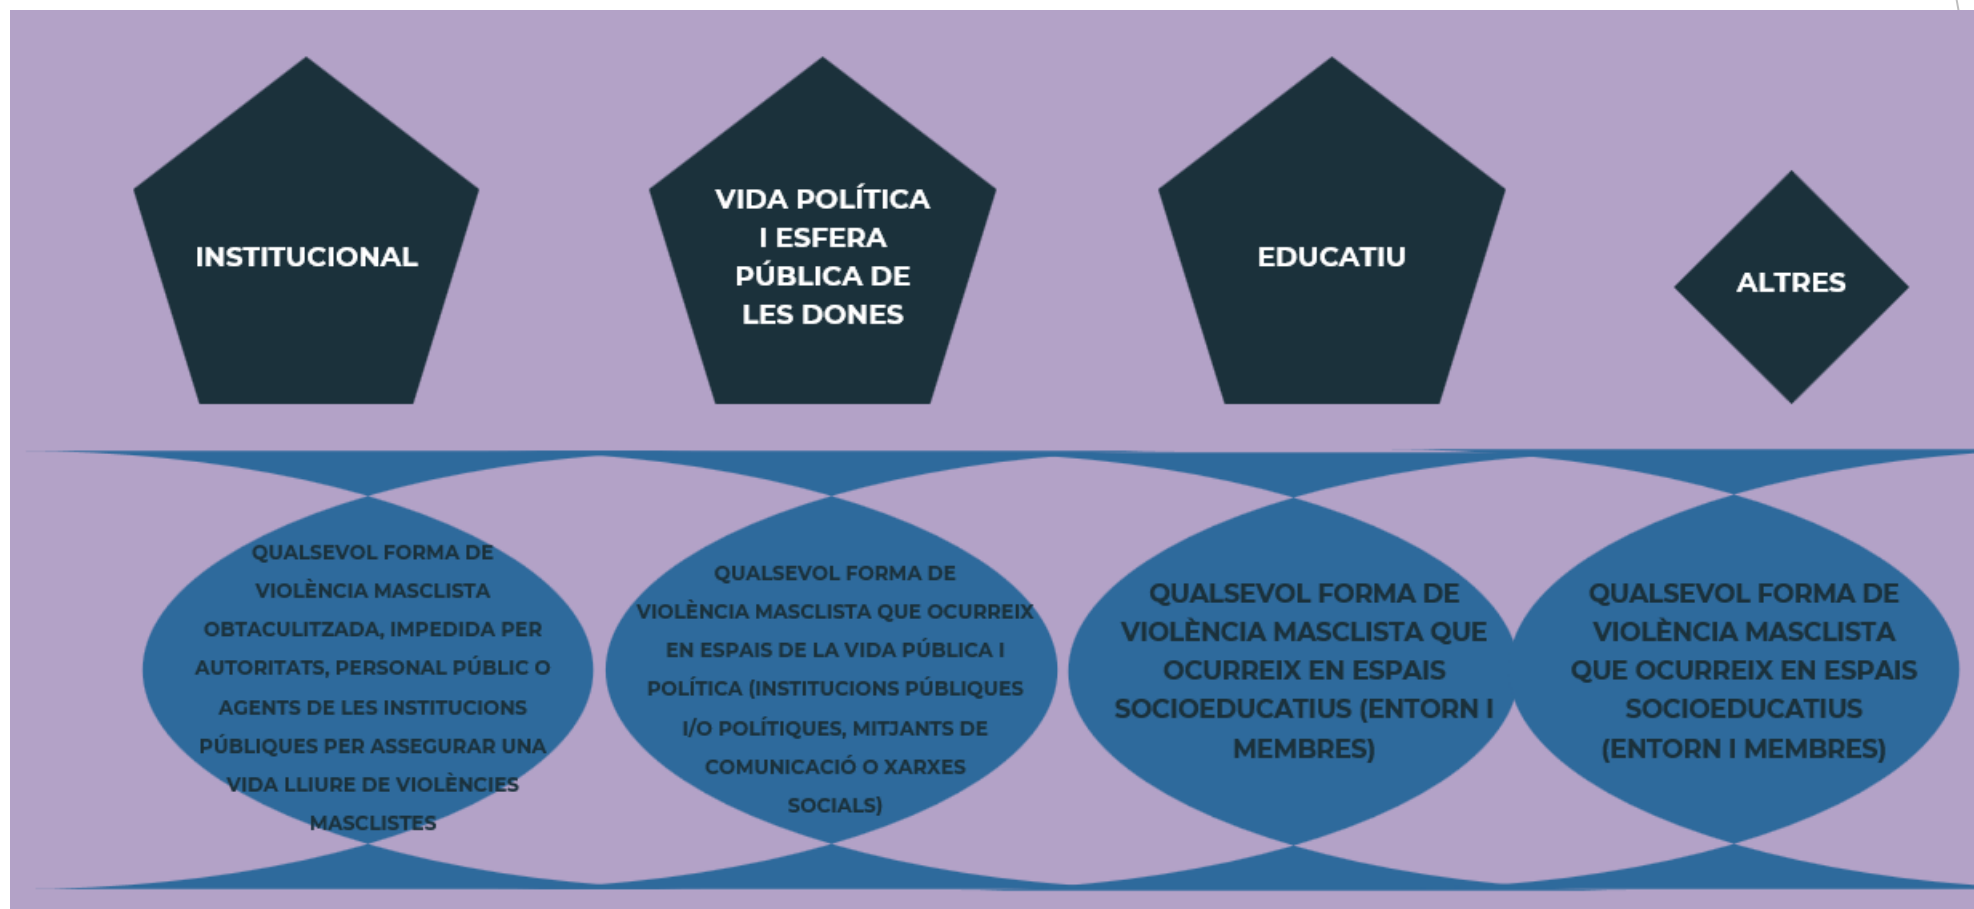 INSTITUCIONAL
VIDA POLÍTICA
I ESFERA
PÚBLICA DE
LES DONES
EDUCATIU
ALTRES
QUALSEVOL FORMA DE
VIOLÈNCIA MASCLISTA
OBTACULITZADA, IMPEDIDA PER
AUTORITATS, PERSONAL PÚBLIC O
AGENTS DE LES INSTITUCIONS
PÚBLIQUES PER ASSEGURAR UNA
VIDA LLIURE DE VIOLÈNCIES
MASCLISTES
QUALSEVOL FORMA DE
VIOLÈNCIA MASCLISTA QUE OCURREIX
EN ESPAIS DE LA VIDA PÚBLICA I
POLÍTICA (INSTITUCIONS PÚBLIQUES
I/O POLÍTIQUES, MITJANTS DE
COMUNICACIÓ O XARXES
SOCIALS)
QUALSEVOL FORMA DE
VIOLÈNCIA MASCLISTA QUE
OCURREIX EN ESPAIS
SOCIOEDUCATIUS (ENTORN I
MEMBRES)
QUALSEVOL FORMA DE
VIOLÈNCIA MASCLISTA
QUE OCURREIX EN ESPAIS
SOCIOEDUCATIUS
(ENTORN I MEMBRES)